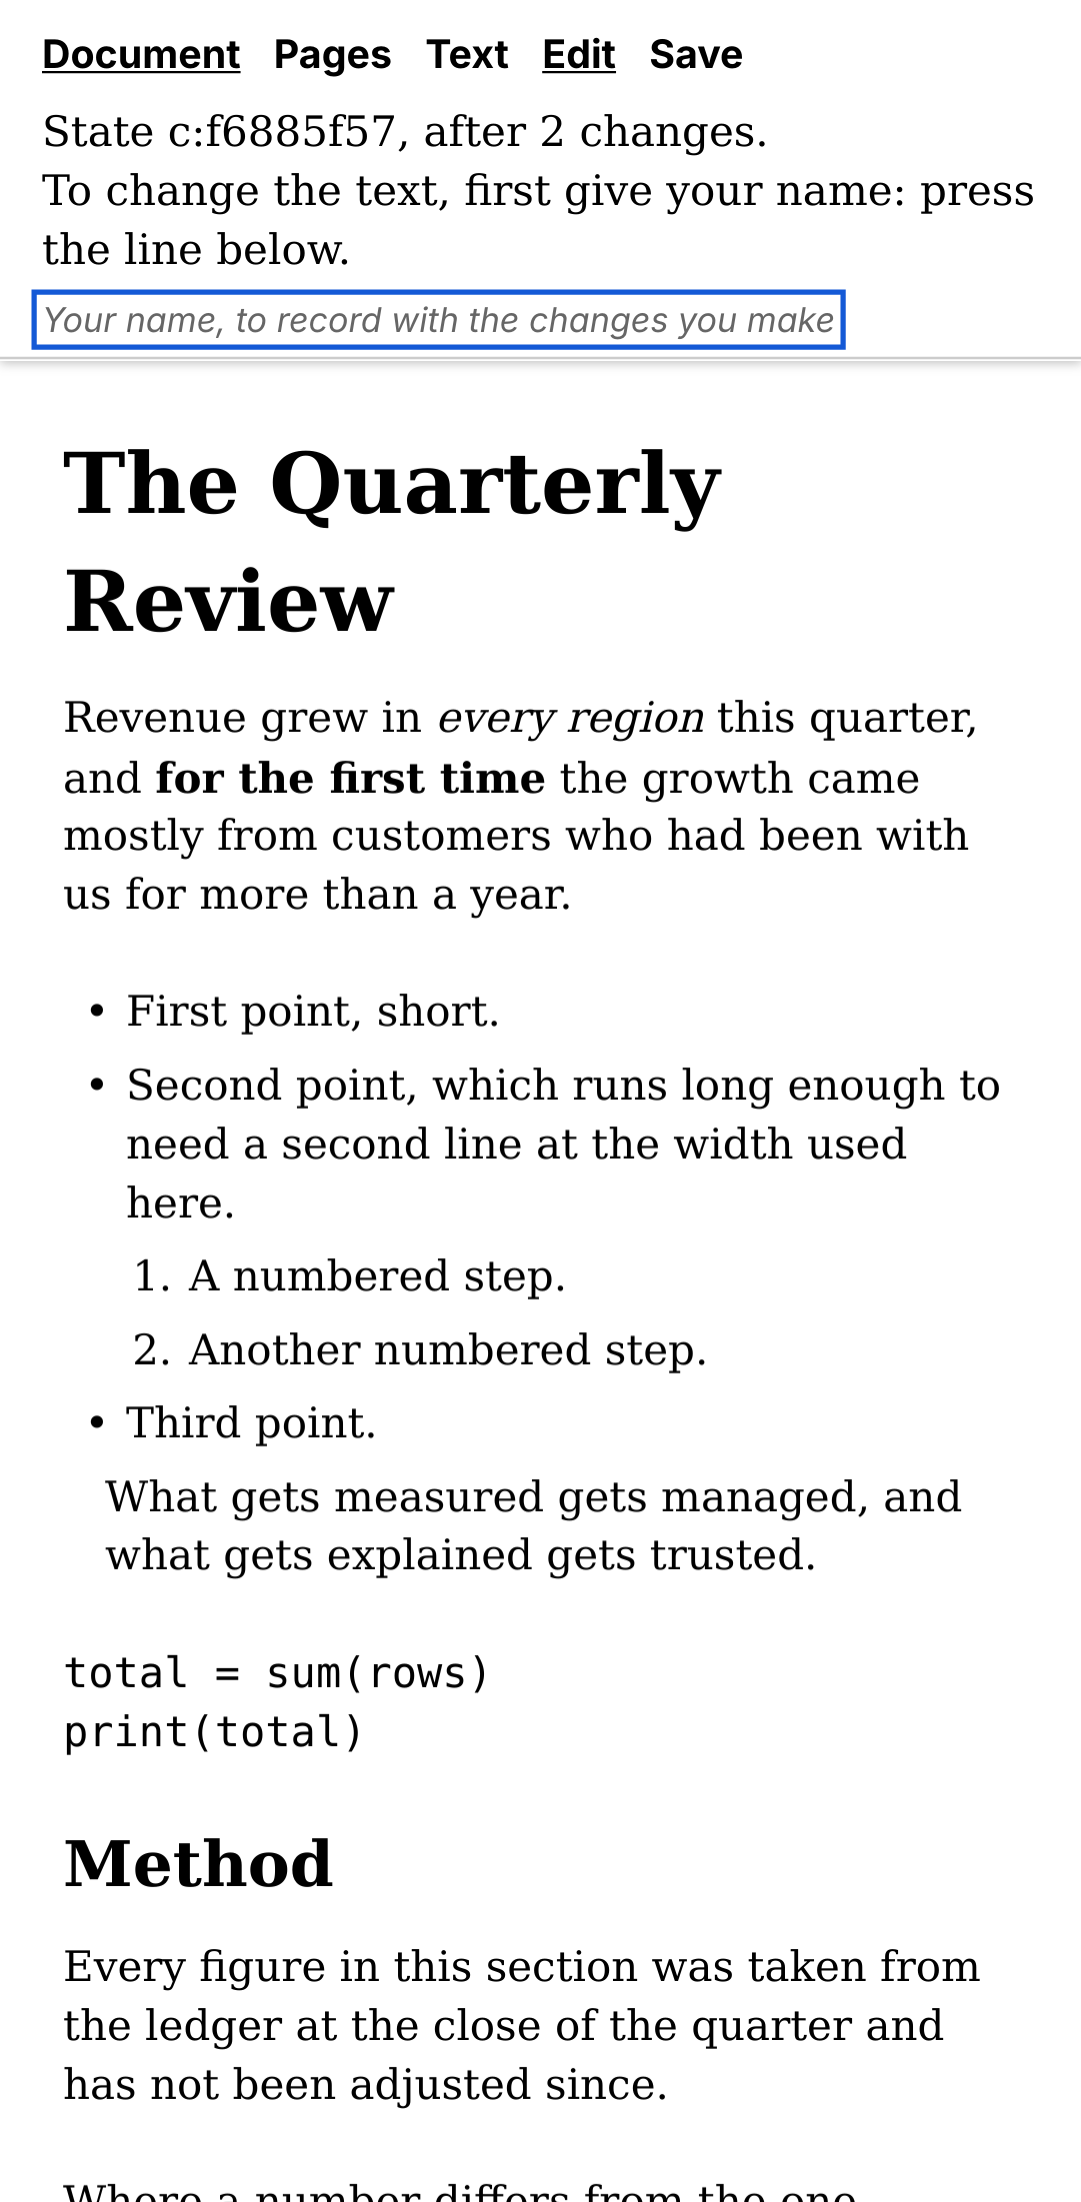 Document Pages Text Edit Save
State c:f6885f57, after 2 changes.
To change the text, first give your name: press
the line below.
Your name, to record with the changes you make
The Quarterly
Review
Revenue grew in every region this quarter,
and for the first time the growth came
mostly from customers who had been with
us for more than a year.
• First point, short.
• Second point, which runs long enough to
need a second line at the width used
here.
1. A numbered step.
2. Another numbered step.
• Third point.
What gets measured gets managed, and
what gets explained gets trusted.
total = sum(rows)
print(total)
Method
Every figure in this section was taken from
the ledger at the close of the quarter and
has not been adjusted since.
Where a number differs from the one